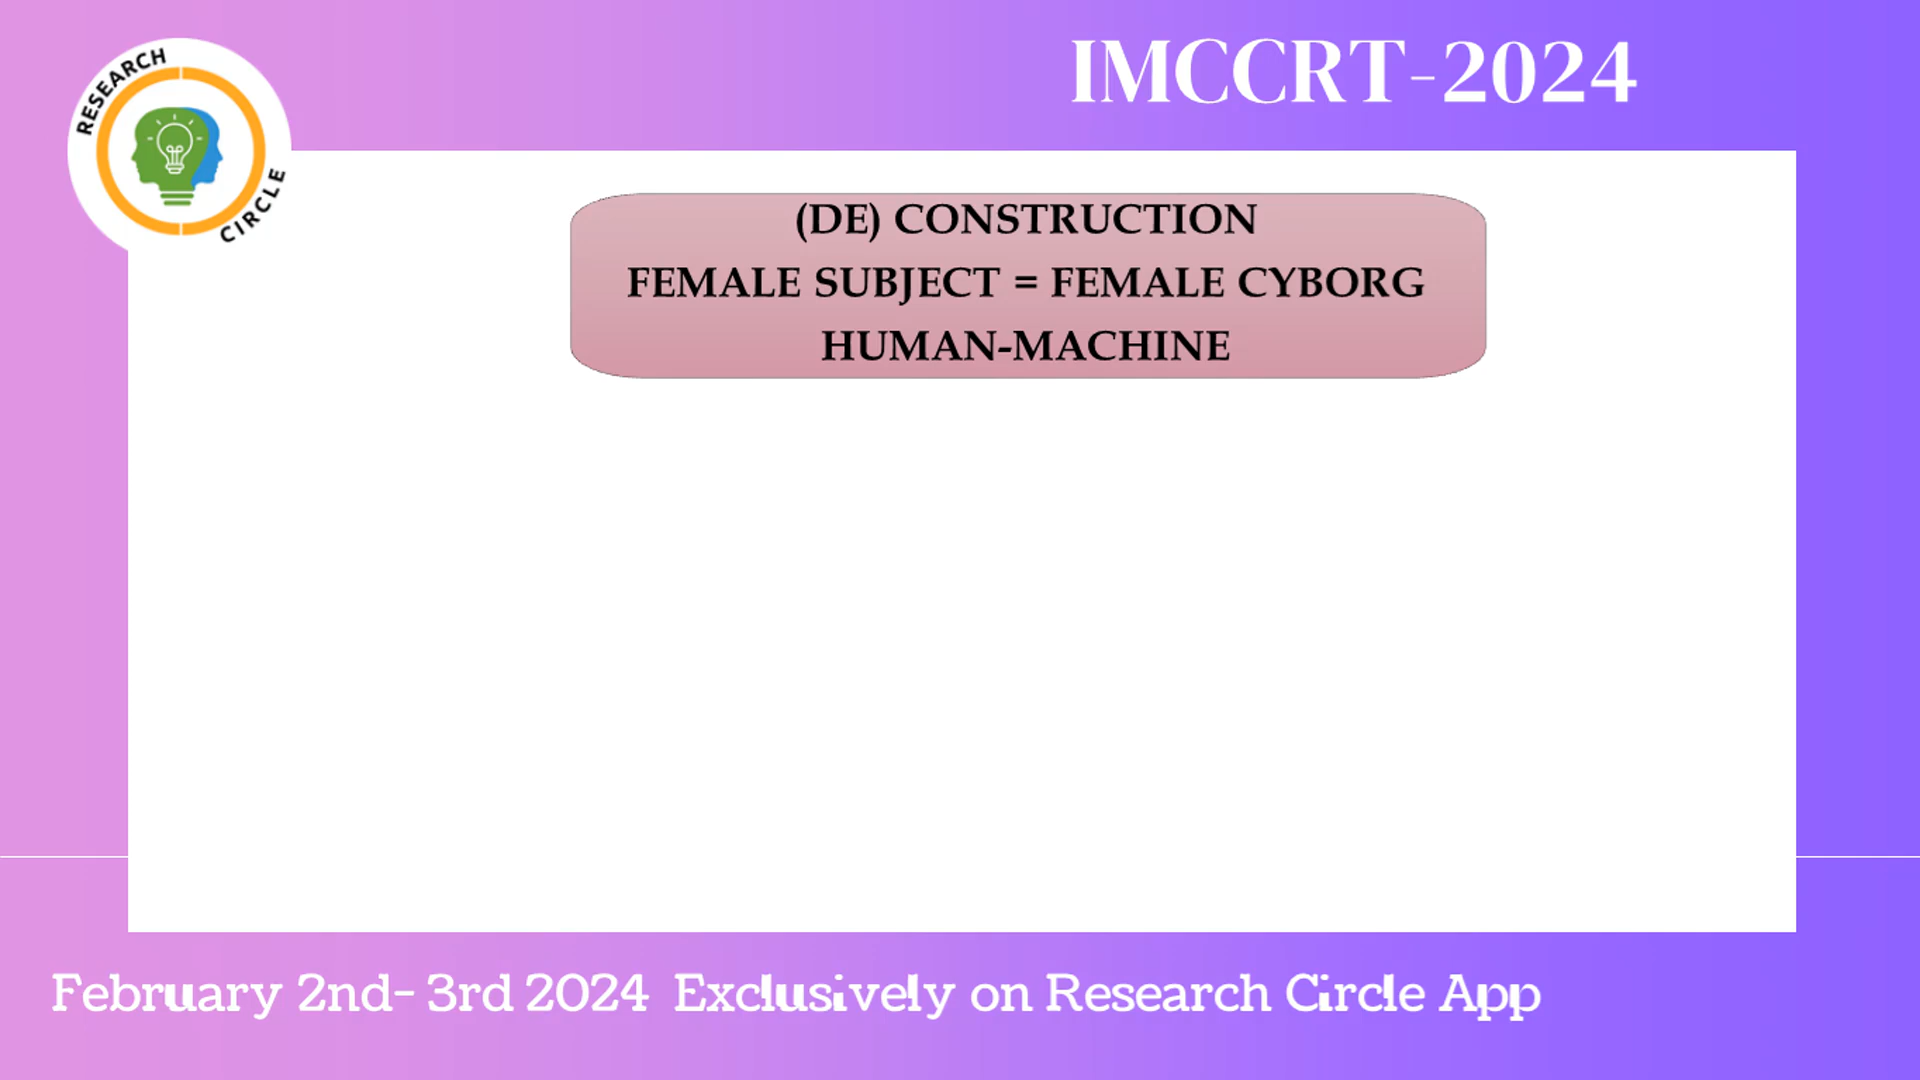 RESEARCH
CIRCLE
IMCCRT-2024
(DE) CONSTRUCTION
FEMALE SUBJECT = FEMALE CYBORG
HUMAN-MACHINE
February 2nd- 3rd 2024 Exclusively on Research Circle App